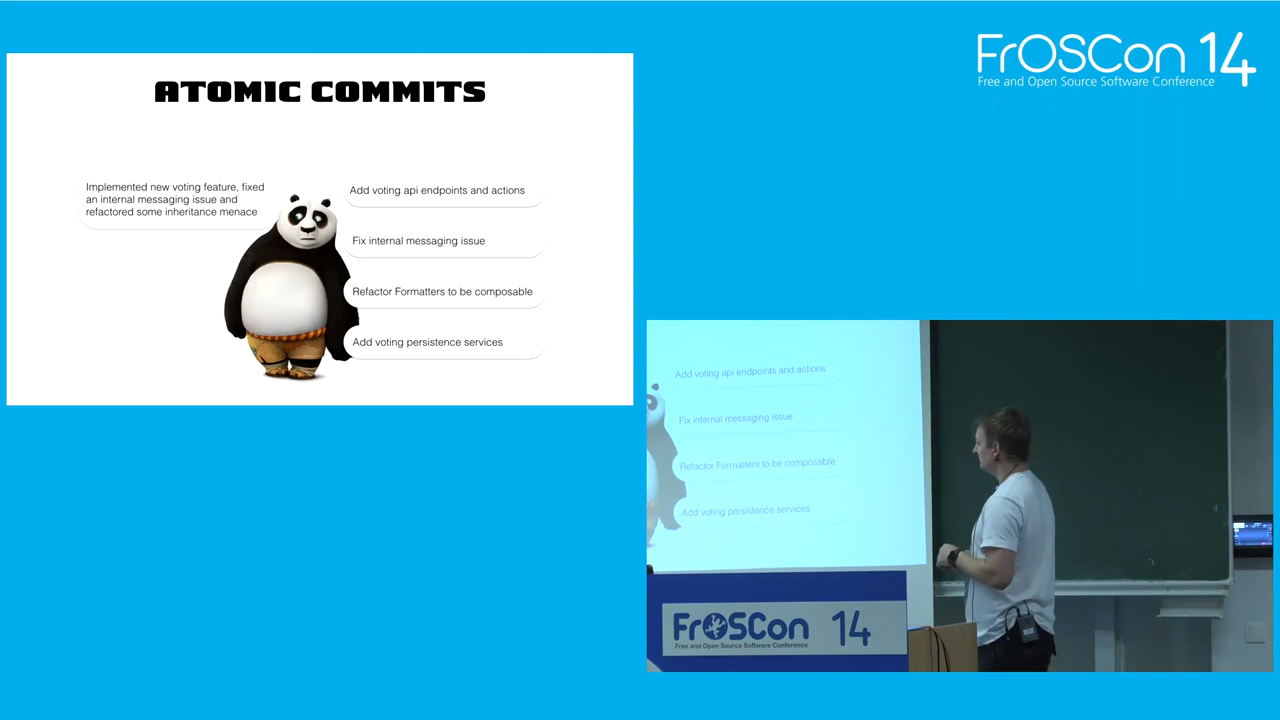 FrOSCon 14
Free and Open Source Software Conference
ATOMIC COMMITS
Implemented new voting feature, fixed
an internal messaging issue and
refactored some inheritance menace
Add voting api endpoints and actions
Fix internal messaging issue
Refactor Formatters to be composable
Add voting persistence services
Add voting api endpoints and actions
Fix internal messaging issue
Refactor Formatters to be composable
Add voting persistence services
FrOSCon 14
Free and Open Source Software Conference